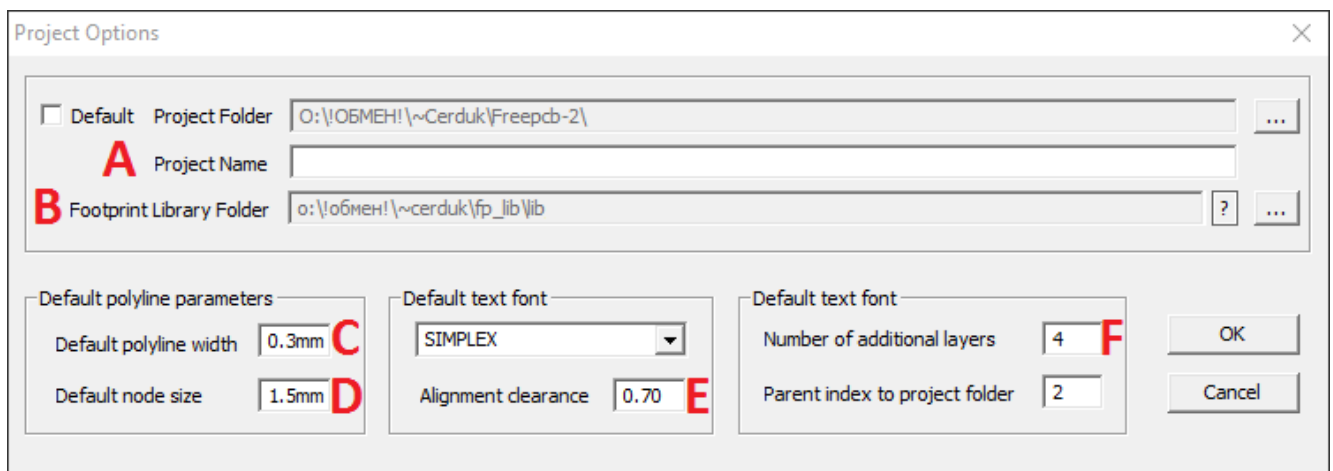 Project Options
Default Project Folder O:\!ОБМЕН!\~Cerduk\Freepcb-2\ ...
A Project Name
B Footprint Library Folder o:\!обмен!\~cerduk\fp_lib\lib ? ...
Default polyline parameters Default text font Default text font
Default polyline width 0.3mm C SIMPLEX Number of additional layers 4 F OK
Default node size 1.5mm D Alignment clearance 0.70 E Parent index to project folder 2 Cancel